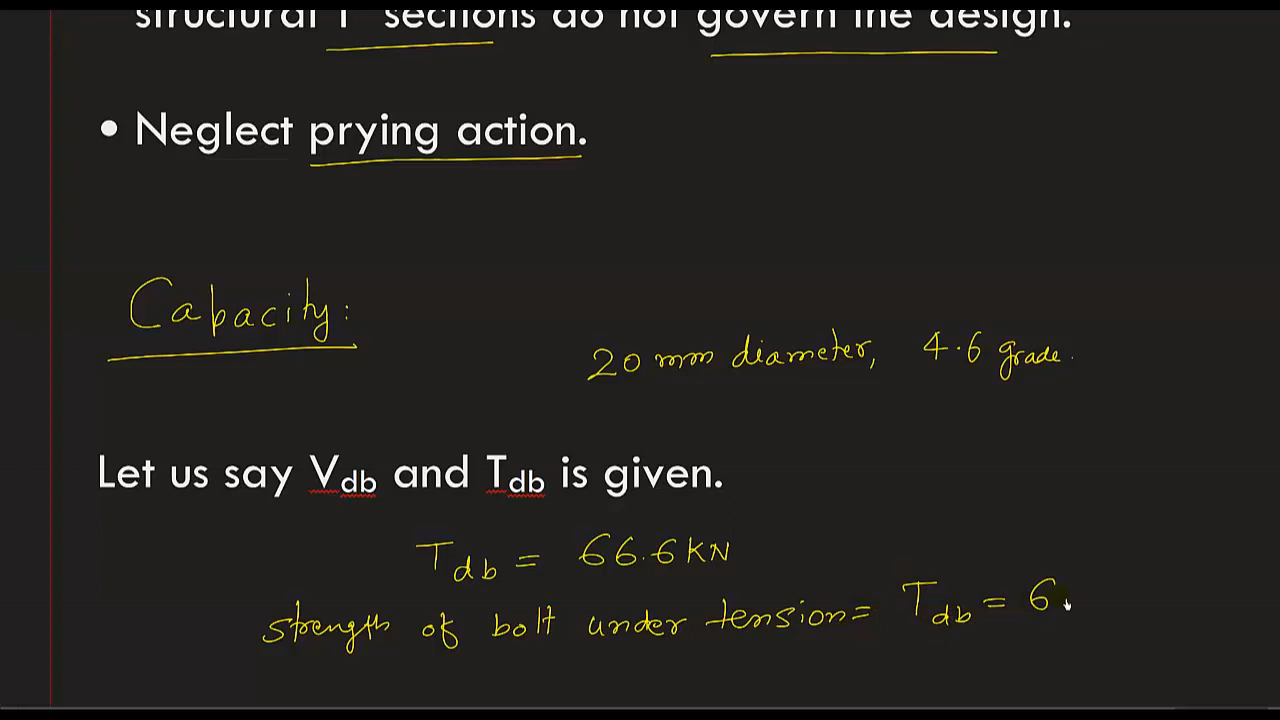 structural T sections do not govern the design.
• Neglect prying action.
Capacity:
20 mm diameter, 4.6 grade.
Let us say Vdb and Tdb is given.
Tdb = 66.6 KN
strength of bolt under tension = Tdb = 6